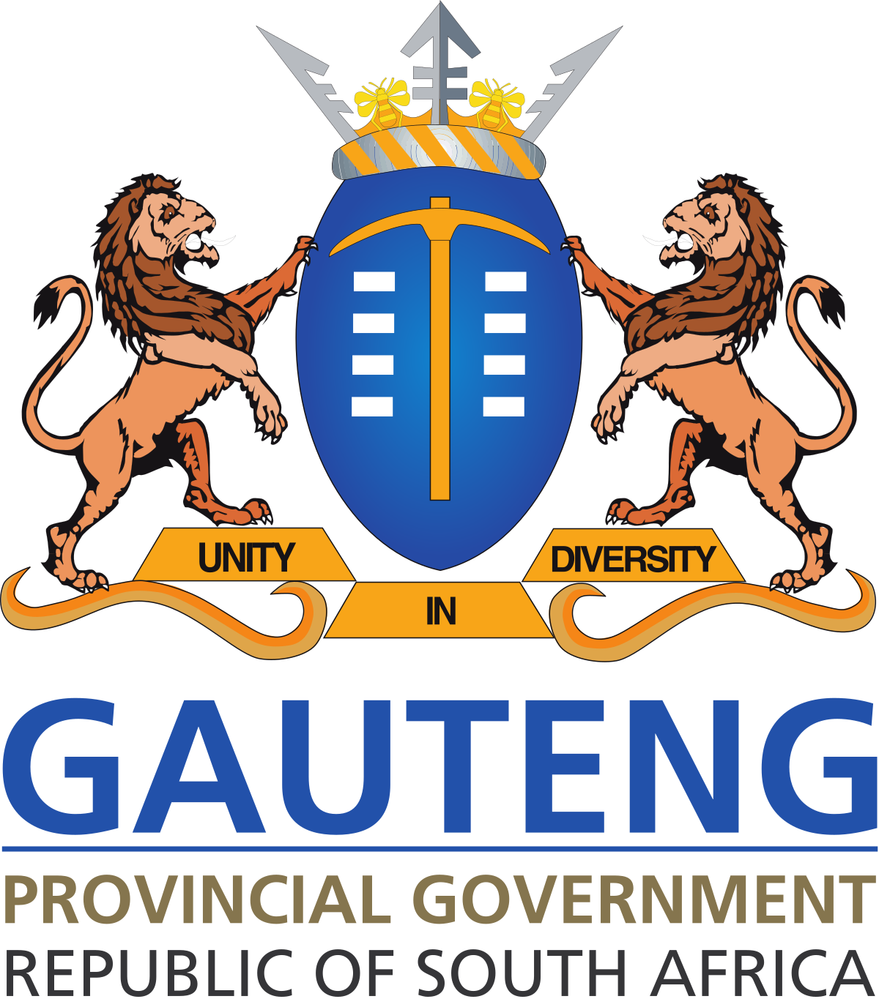 UNITY
IN
DIVERSITY
GAUTENG
PROVINCIAL GOVERNMENT
REPUBLIC OF SOUTH AFRICA